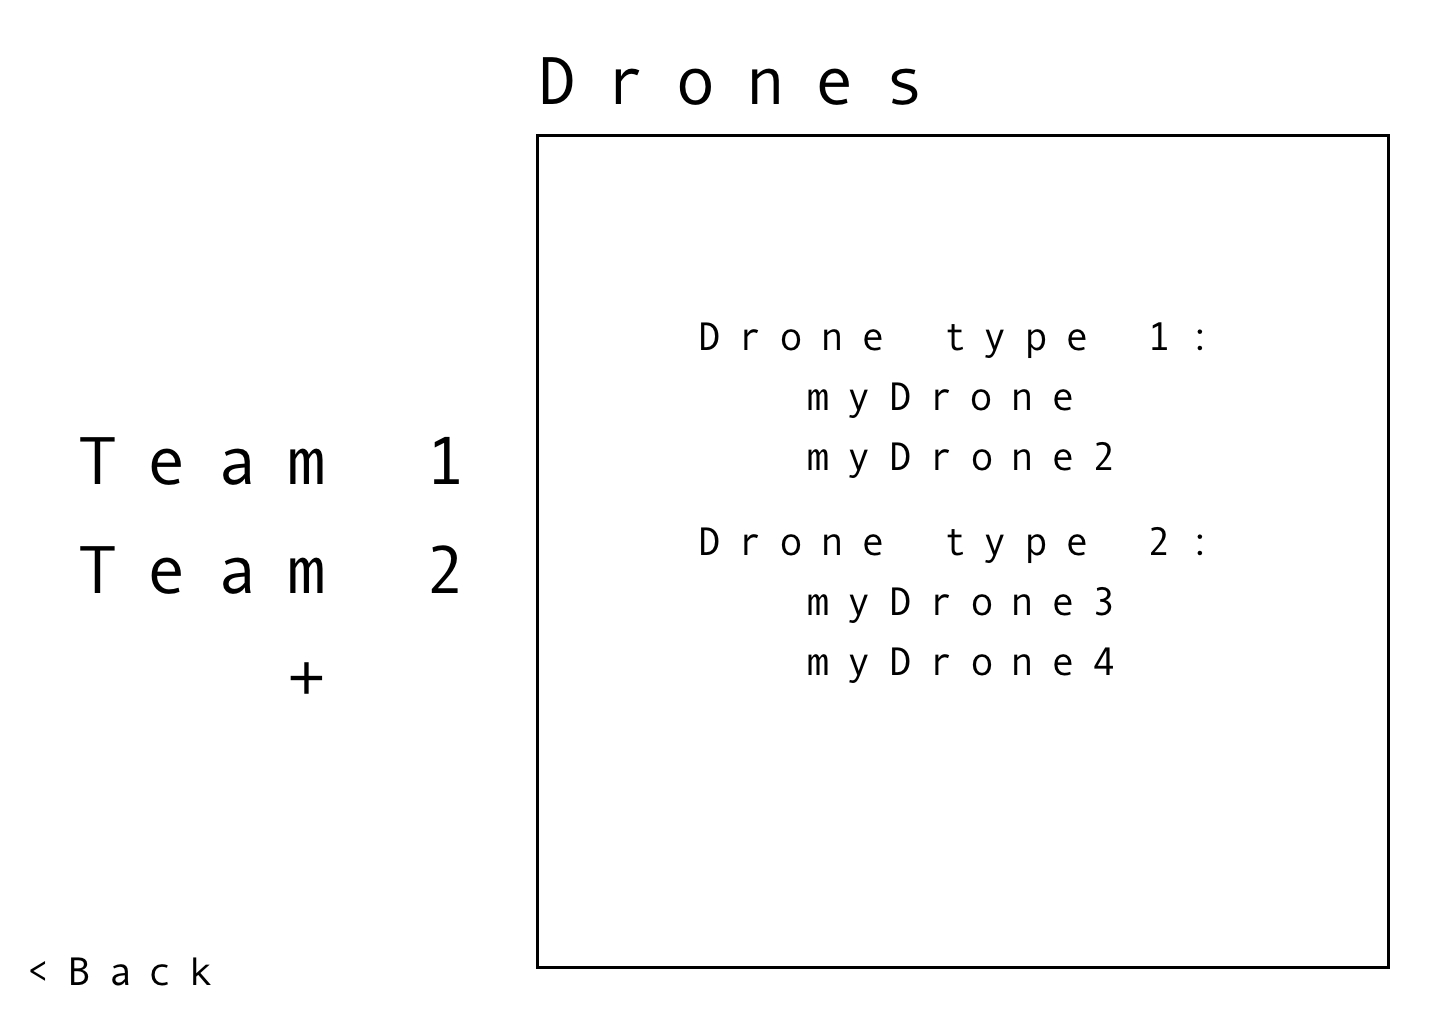 Drones
Team 1
Team 2
+
Drone type 1:
myDrone
myDrone2
Drone type 2:
myDrone3
myDrone4
<Back